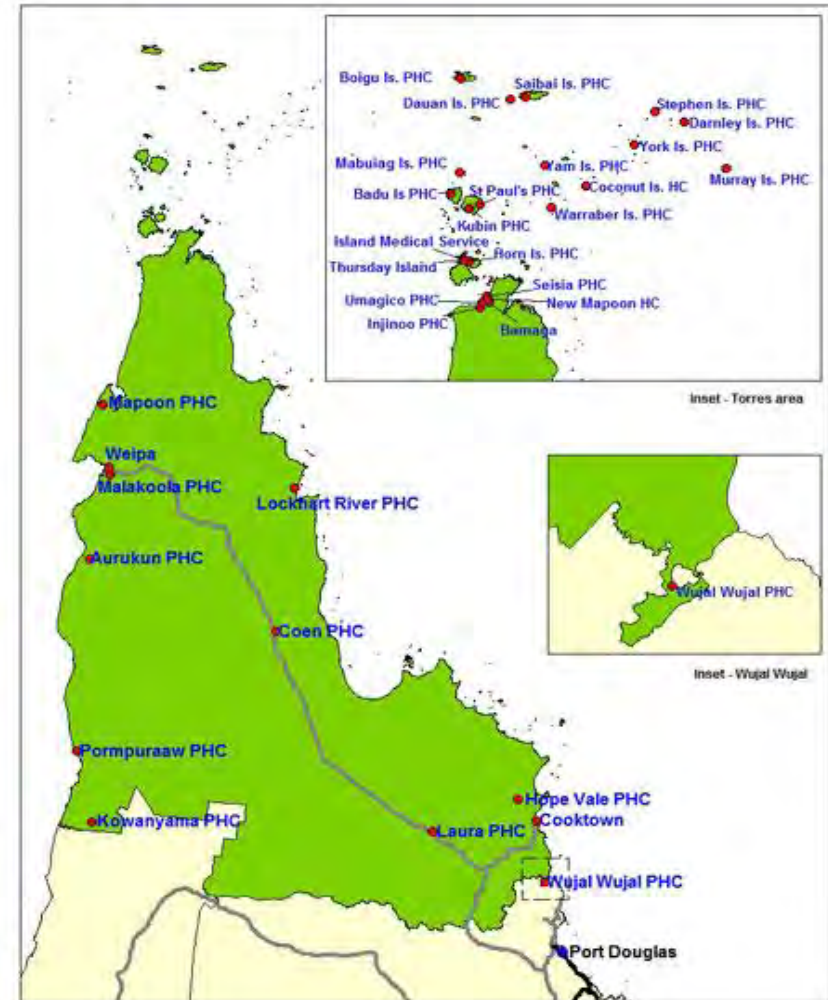 Boigu Is. PHC
Saibai Is. PHC
Dauan Is. PHC
Stephen Is. PHC
Darnley Is. PHC
York Is. PHC
Mabuiag Is. PHC
Yam Is. PHC
Murray Is. PHC
Badu Is PHC
St Paul's PHC
Coconut Is. HC
Kubin PHC
Warraber Is. PHC
Island Medical Service
Horn Is. PHC
Thursday Island
Seisia PHC
Umagico PHC
New Mapoon HC
Injinoo PHC
Bamaga
Inset - Torres area
Mapoon PHC
Weipa
Malakoola PHC
Lockhart River PHC
Aurukun PHC
Wujal Wujal PHC
Coen PHC
Inset - Wujal Wujal
Pormpuraaw PHC
Hope Vale PHC
Kowanyama PHC
Cooktown
Laura PHC
Wujal Wujal PHC
Port Douglas